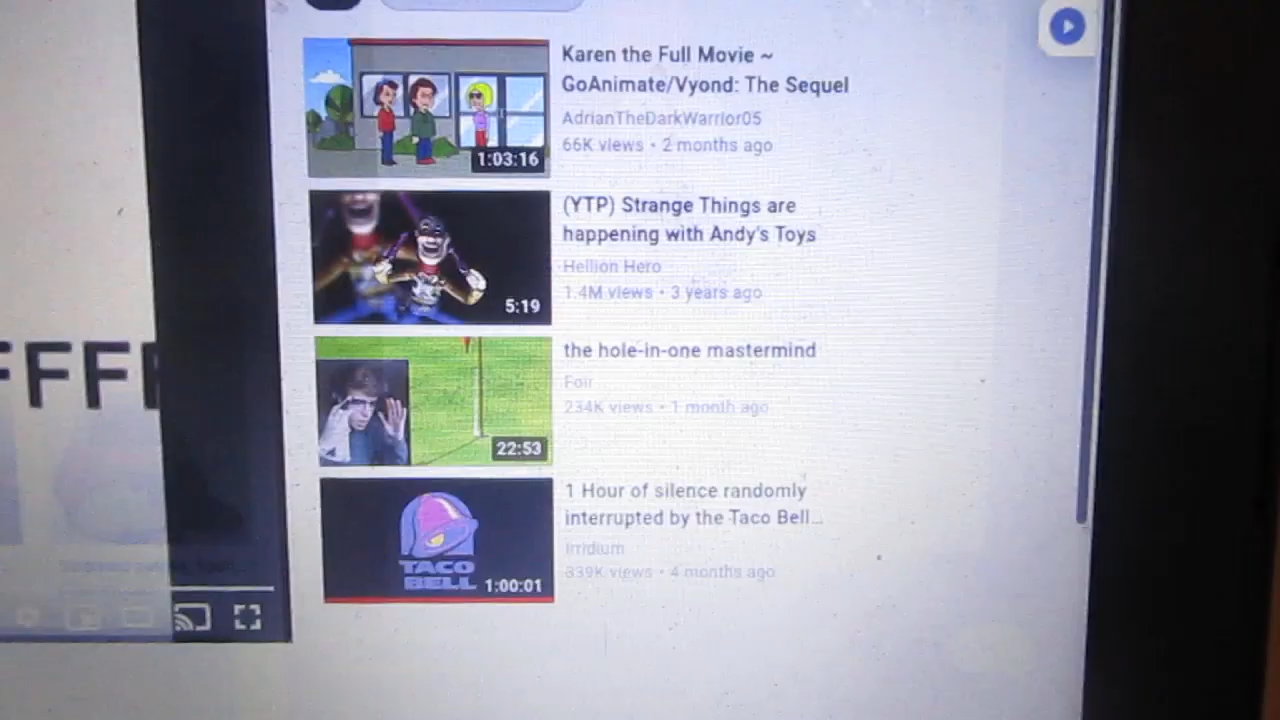 Karen the Full Movie ~
GoAnimate/Vyond: The Sequel
AdrianTheDarkWarrior05
66K views • 2 months ago
1:03:16
(YTP) Strange Things are
happening with Andy's Toys
Hellion Hero
1.4M views • 3 years ago
5:19
FFFF
the hole-in-one mastermind
Foir
234K views • 1 month ago
22:53
1 Hour of silence randomly
interrupted by the Taco Bell...
Irridium
339K views • 4 months ago
TACO
BELL
1:00:01